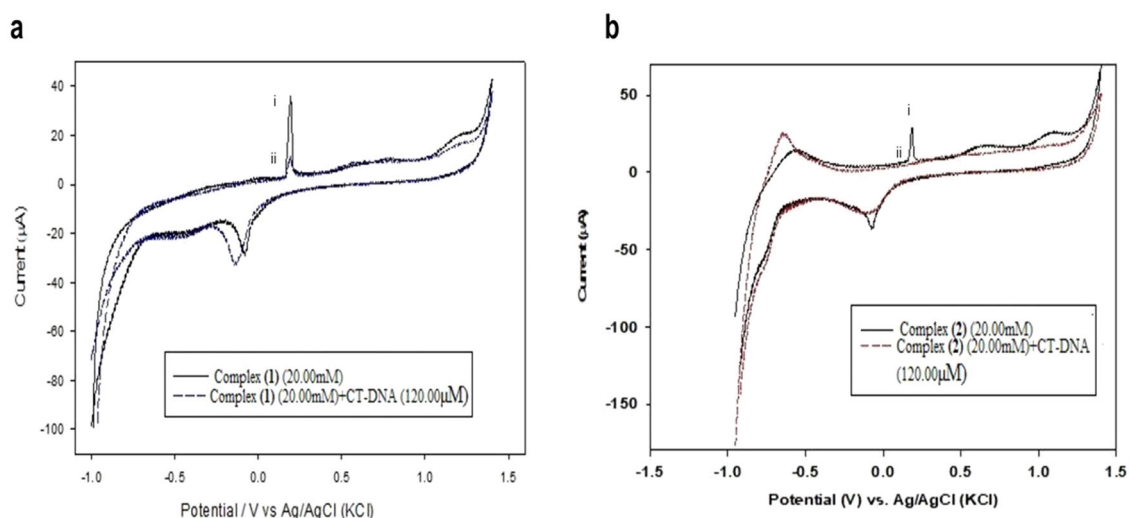 a
40
20
0
-20
-40
-60
-80
-100
Current (µA)
i
ii
Complex (1) (20.00mM)
Complex (1) (20.00mM)+CT-DNA (120.00µM)
-1.0 -0.5 0.0 0.5 1.0 1.5
Potential / V vs Ag/AgCl (KCl)
b
50
0
-50
-100
-150
Current (µA)
i
ii
Complex (2) (20.00mM)
Complex (2) (20.00mM)+CT-DNA
(120.00µM)
-1.5 -1.0 -0.5 0.0 0.5 1.0 1.5
Potential (V) vs. Ag/AgCl (KCl)